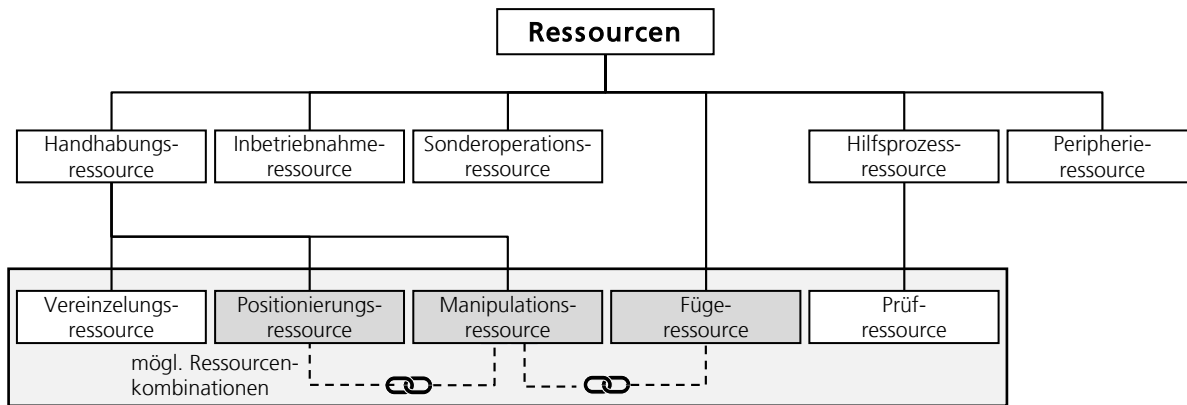 Ressourcen
Handhabungs-
ressource
Inbetriebnahme-
ressource
Sonderoperations-
ressource
Hilfsprozess-
ressource
Peripherie-
ressource
Vereinzelungs-
ressource
Positionierungs-
ressource
Manipulations-
ressource
Füge-
ressource
Prüf-
ressource
mögl. Ressourcen-
kombinationen